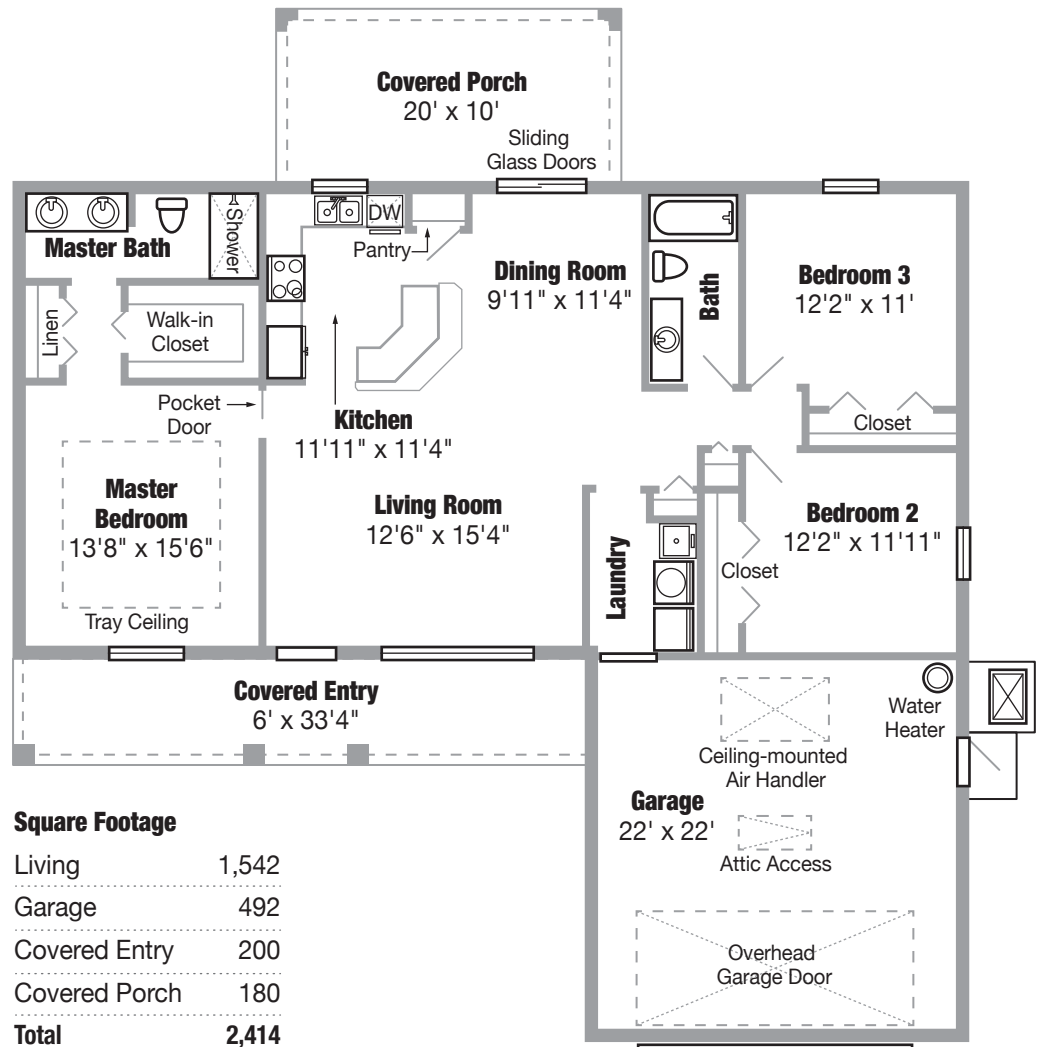 Covered Porch
20' x 10'
Sliding
Glass Doors
DW
Shower
Master Bath
Pantry
Dining Room
9'11" x 11'4"
Bath
Bedroom 3
12'2" x 11'
Linen
Walk-in
Closet
Pocket
Door
Kitchen
11'11" x 11'4"
Closet
Master
Bedroom
13'8" x 15'6"
Living Room
12'6" x 15'4"
Bedroom 2
12'2" x 11'11"
Laundry
Closet
Tray Ceiling
Covered Entry
6' x 33'4"
Water
Heater
Ceiling-mounted
Air Handler
Garage
22' x 22'
Attic Access
Overhead
Garage Door
Square Footage
Living 1,542
Garage 492
Covered Entry 200
Covered Porch 180
Total 2,414